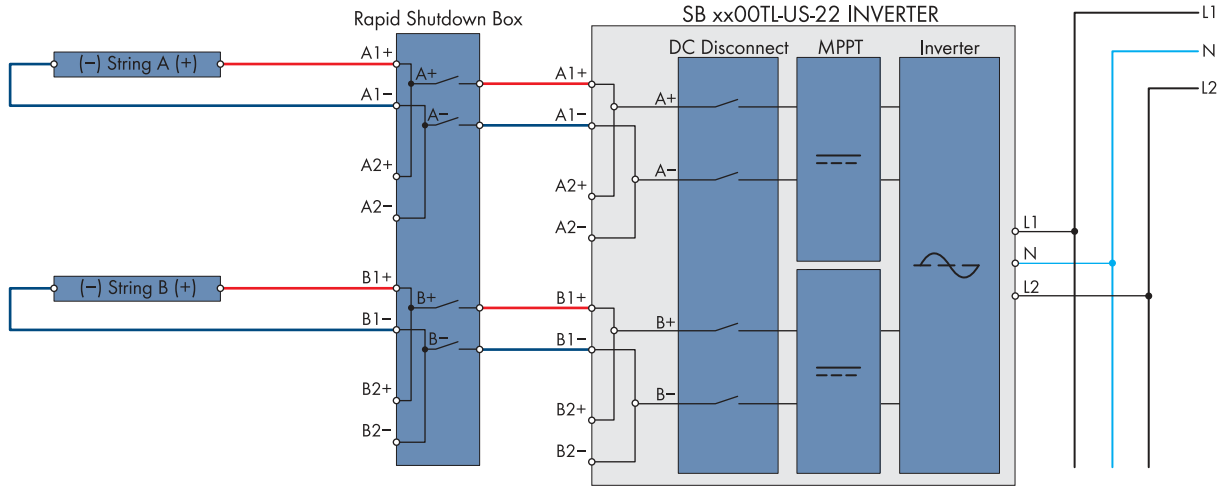 Rapid Shutdown Box
SB xx00TL-US-22 INVERTER
DC Disconnect
MPPT
Inverter
(−) String A (+)
A1+
A1−
A2+
A2−
A+
A−
A1+
A1−
A2+
A2−
A+
A−
(−) String B (+)
B1+
B1−
B2+
B2−
B+
B−
B1+
B1−
B2+
B2−
B+
B−
L1
N
L2
L1
N
L2